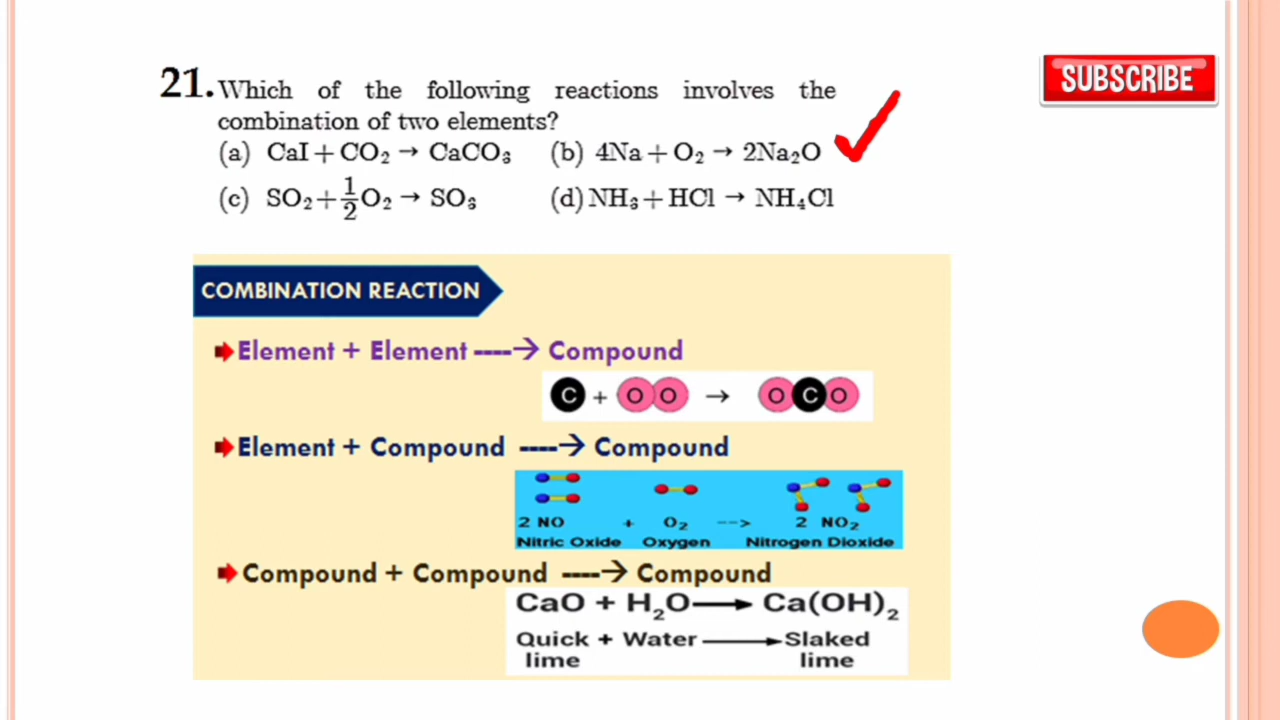 SUBSCRIBE
21. Which of the following reactions involves the
combination of two elements?
(a) CaI + CO₂ → CaCO₃ (b) 4Na + O₂ → 2Na₂O
(c) SO₂ + 1/2 O₂ → SO₃ (d) NH₃ + HCl → NH₄Cl
COMBINATION REACTION
Element + Element ----→ Compound
C + O O → O C O
Element + Compound ----→ Compound
2 NO + O₂ --> 2 NO₂
Nitric Oxide Oxygen Nitrogen Dioxide
Compound + Compound ----→ Compound
CaO + H₂O → Ca(OH)₂
Quick + Water → Slaked
lime lime